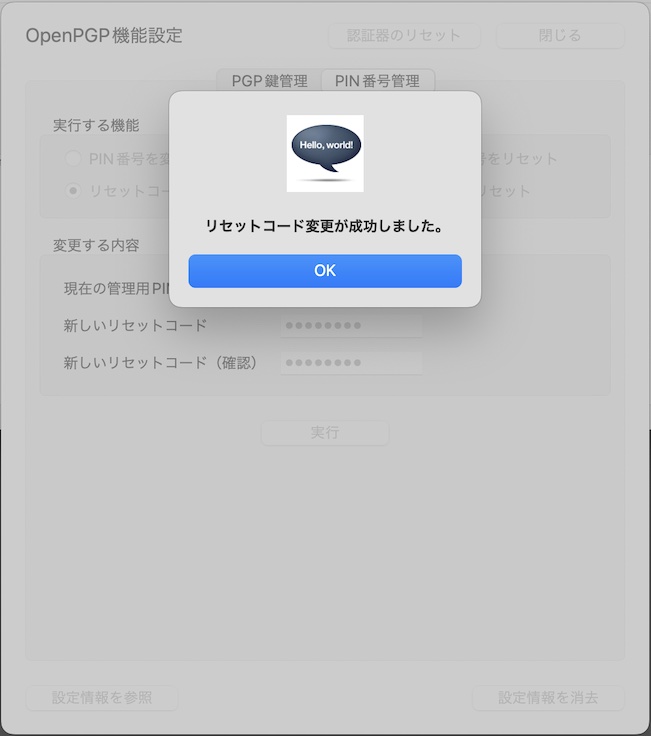 OpenPGP機能設定
認証器のリセット
閉じる
PGP鍵管理
PIN番号管理
実行する機能
PIN番号を変
号をリセット
リセットコー
リセット
Hello, world!
リセットコード変更が成功しました。
OK
変更する内容
現在の管理用PIN
新しいリセットコード
新しいリセットコード（確認）
実行
設定情報を参照
設定情報を消去